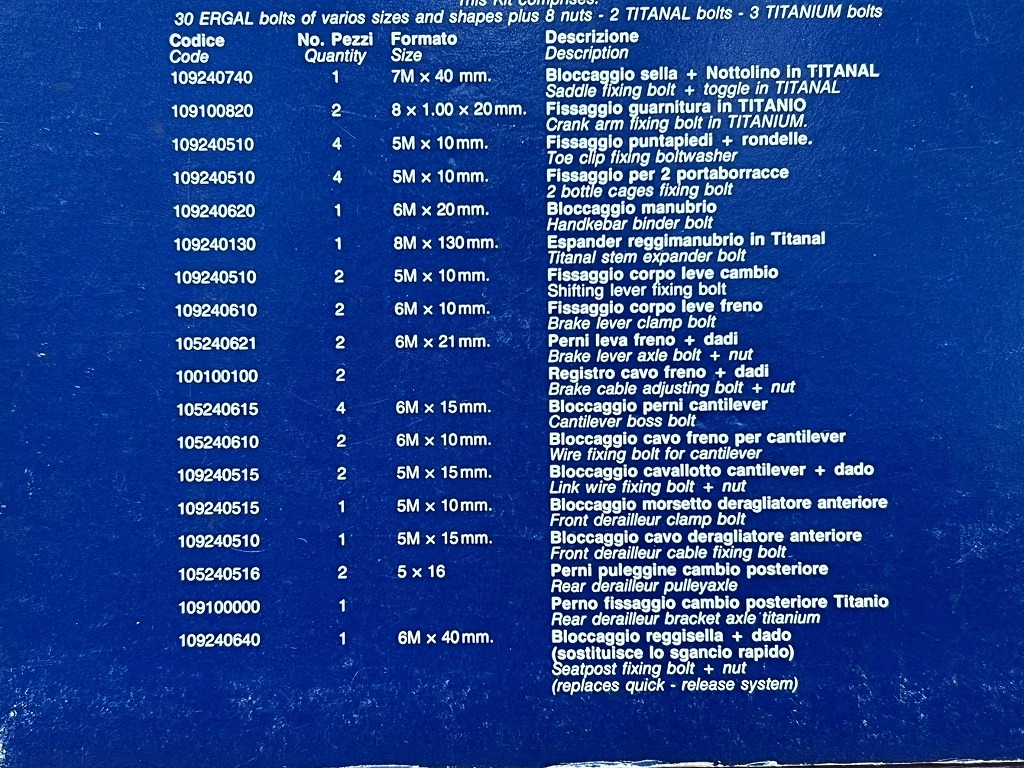 This Kit comprises:
30 ERGAL bolts of varios sizes and shapes plus 8 nuts - 2 TITANAL bolts - 3 TITANIUM bolts
Codice No. Pezzi Formato Descrizione
Code Quantity Size Description
109240740 1 7M × 40 mm. Bloccaggio sella + Nottolino in TITANAL
Saddle fixing bolt + toggle in TITANAL
109100820 2 8 × 1.00 × 20 mm. Fissaggio guarnitura in TITANIO
Crank arm fixing bolt in TITANIUM.
109240510 4 5M × 10 mm. Fissaggio puntapiedi + rondelle.
Toe clip fixing boltwasher
109240510 4 5M × 10 mm. Fissaggio per 2 portaborracce
2 bottle cages fixing bolt
109240620 1 6M × 20 mm. Bloccaggio manubrio
Handkebar binder bolt
109240130 1 8M × 130 mm. Espander reggimanubrio in Titanal
Titanal stem expander bolt
109240510 2 5M × 10 mm. Fissaggio corpo leve cambio
Shifting lever fixing bolt
109240610 2 6M × 10 mm. Fissaggio corpo leve freno
Brake lever clamp bolt
105240621 2 6M × 21 mm. Perni leva freno + dadi
Brake lever axle bolt + nut
100100100 2 Registro cavo freno + dadi
Brake cable adjusting bolt + nut
105240615 4 6M × 15 mm. Bloccaggio perni cantilever
Cantilever boss bolt
105240610 2 6M × 10 mm. Bloccaggio cavo freno per cantilever
Wire fixing bolt for cantilever
109240515 2 5M × 15 mm. Bloccaggio cavallotto cantilever + dado
Link wire fixing bolt + nut
109240515 1 5M × 10 mm. Bloccaggio morsetto deragliatore anteriore
Front derailleur clamp bolt
109240510 1 5M × 15 mm. Bloccaggio cavo deragliatore anteriore
Front derailleur cable fixing bolt
105240516 2 5 × 16 Perni puleggine cambio posteriore
Rear derailleur pulleyaxle
109100000 1 Perno fissaggio cambio posteriore Titanio
Rear derailleur bracket axle titanium
109240640 1 6M × 40 mm. Bloccaggio reggisella + dado
(sostituisce lo sgancio rapido)
Seatpost fixing bolt + nut
(replaces quick - release system)